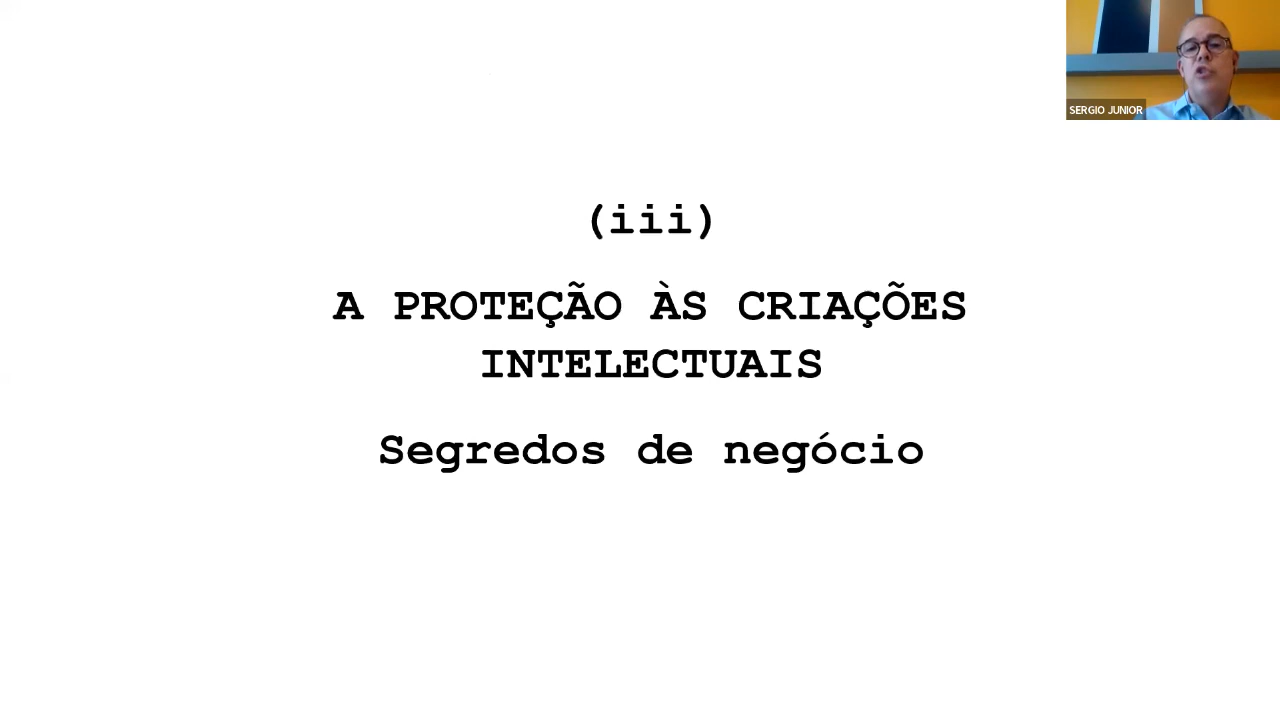 SERGIO JUNIOR
(iii)
A PROTEÇÃO ÀS CRIAÇÕES
INTELECTUAIS
Segredos de negócio